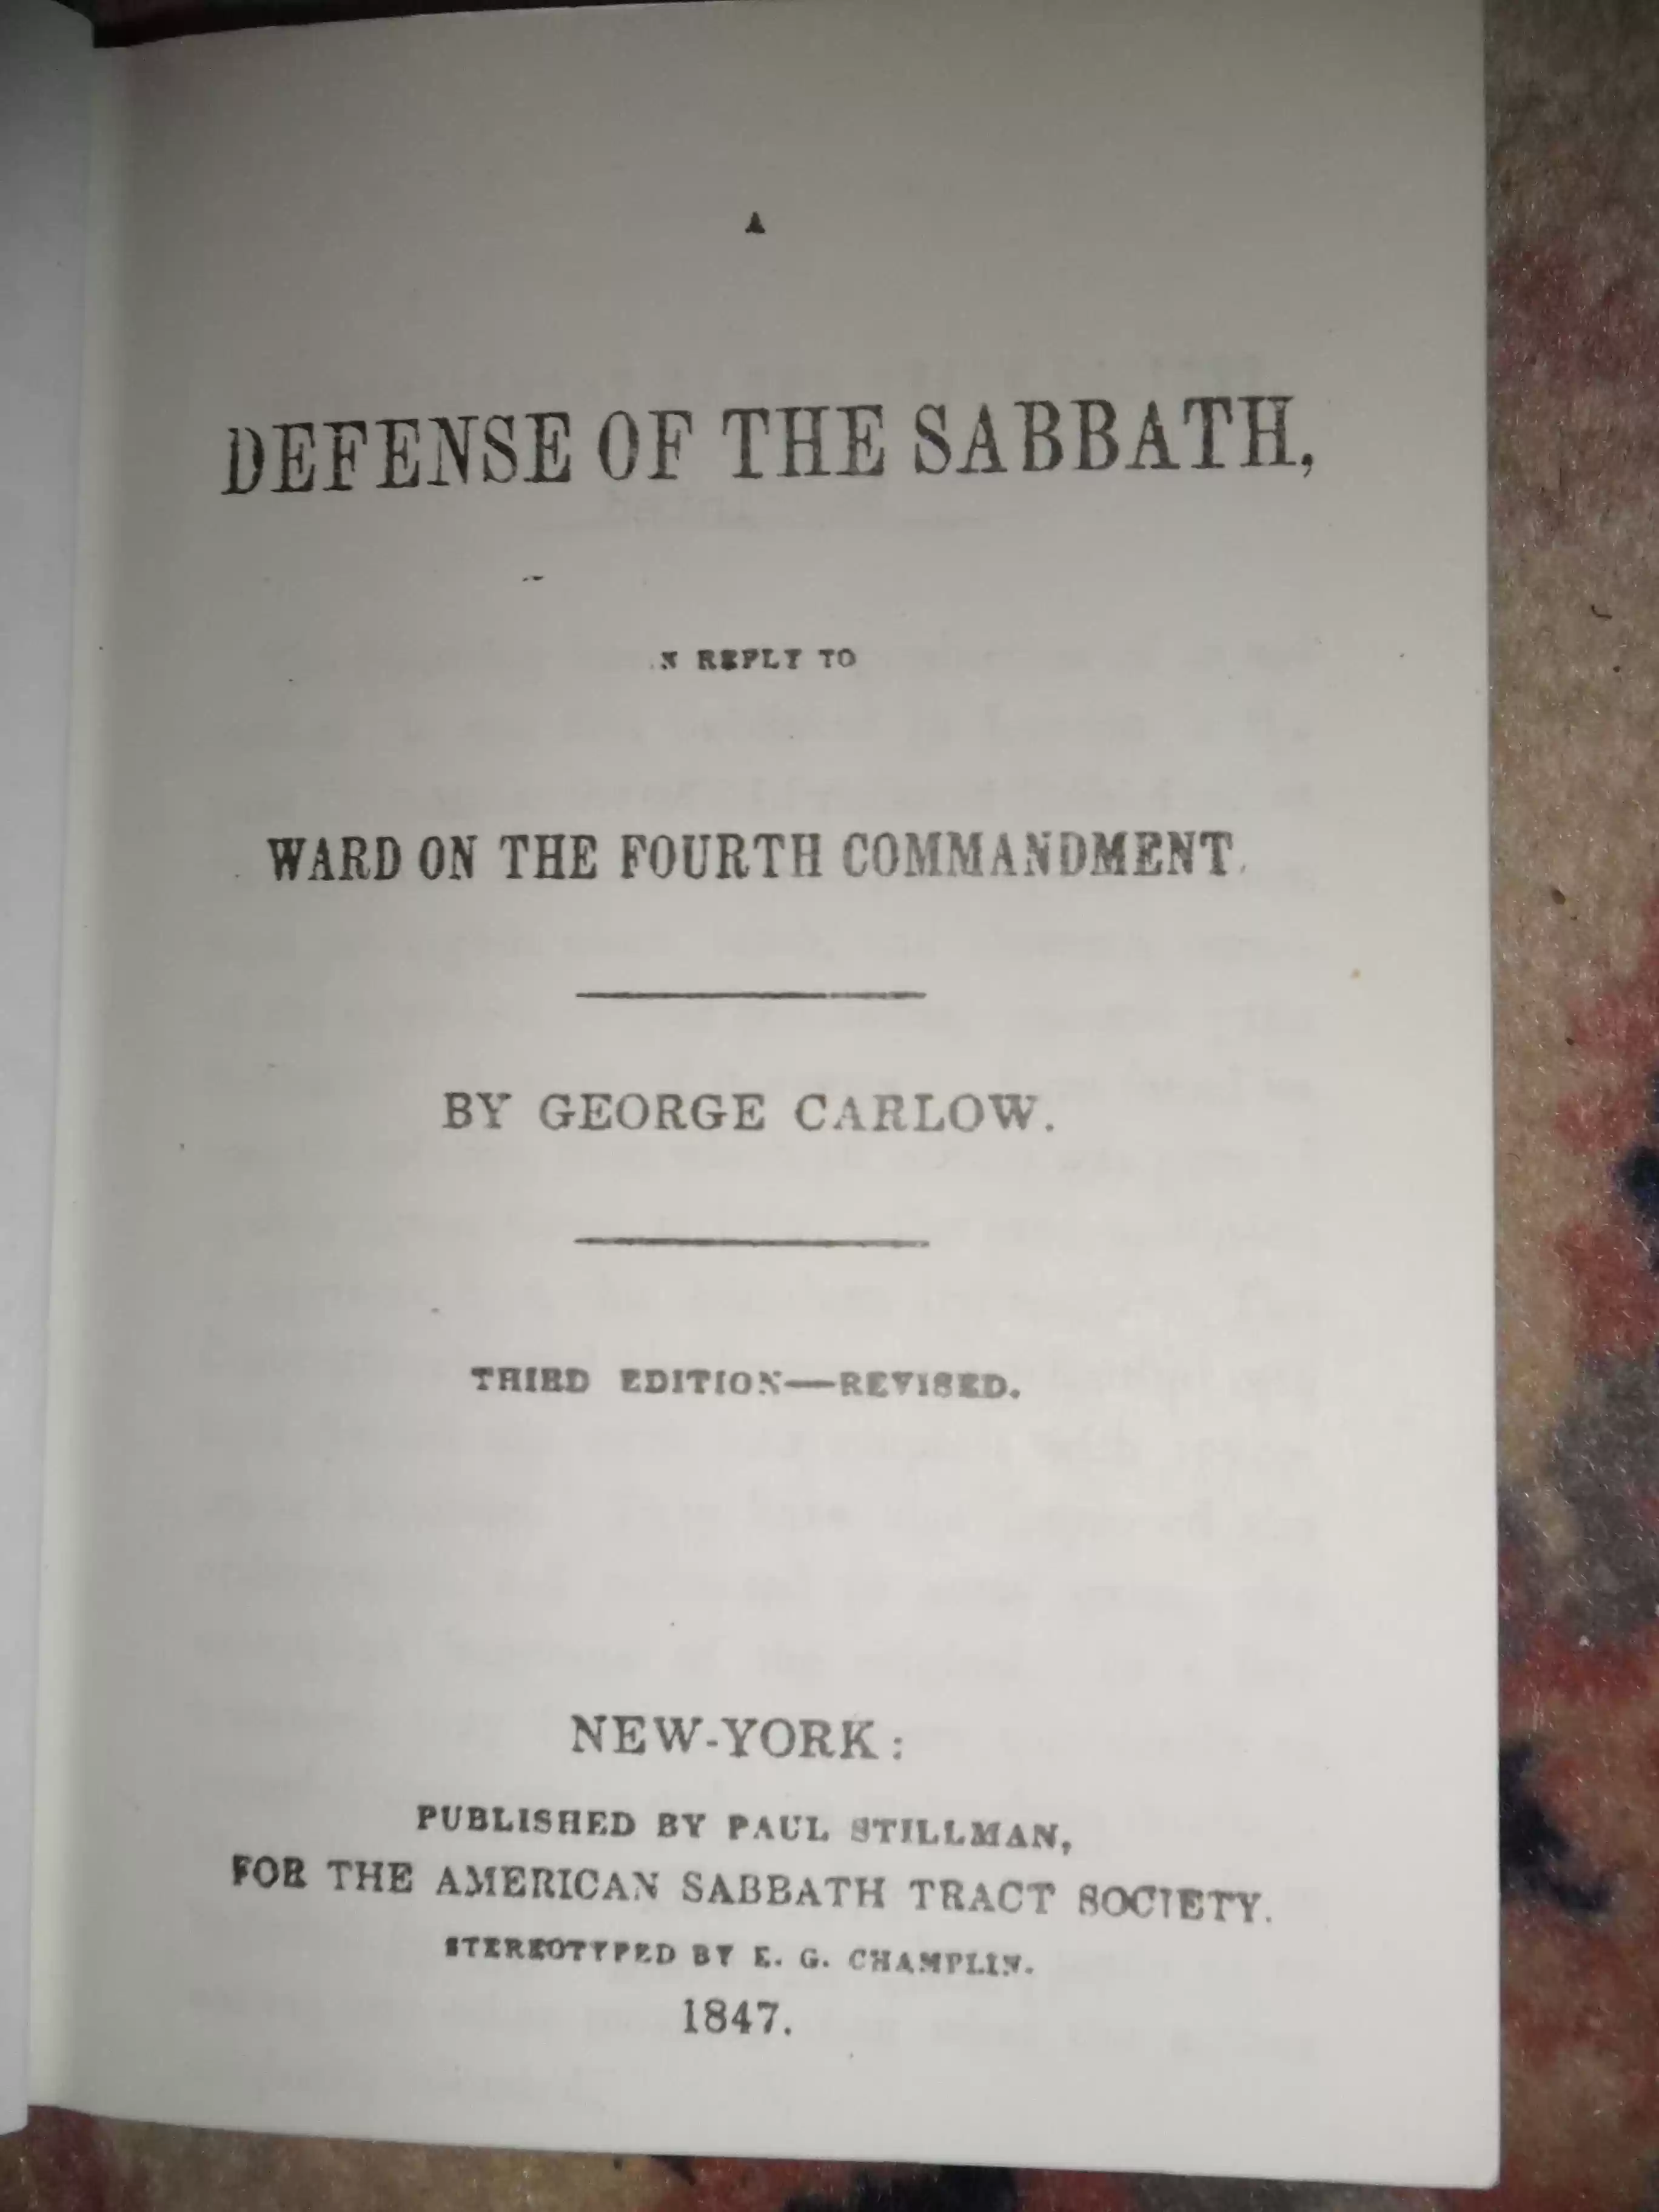 A
DEFENSE OF THE SABBATH,
N REPLY TO
WARD ON THE FOURTH COMMANDMENT.
BY GEORGE CARLOW.
THIRD EDITION—REVISED.
NEW-YORK:
PUBLISHED BY PAUL STILLMAN,
FOR THE AMERICAN SABBATH TRACT SOCIETY.
STEREOTYPED BY E. G. CHAMPLIN.
1847.